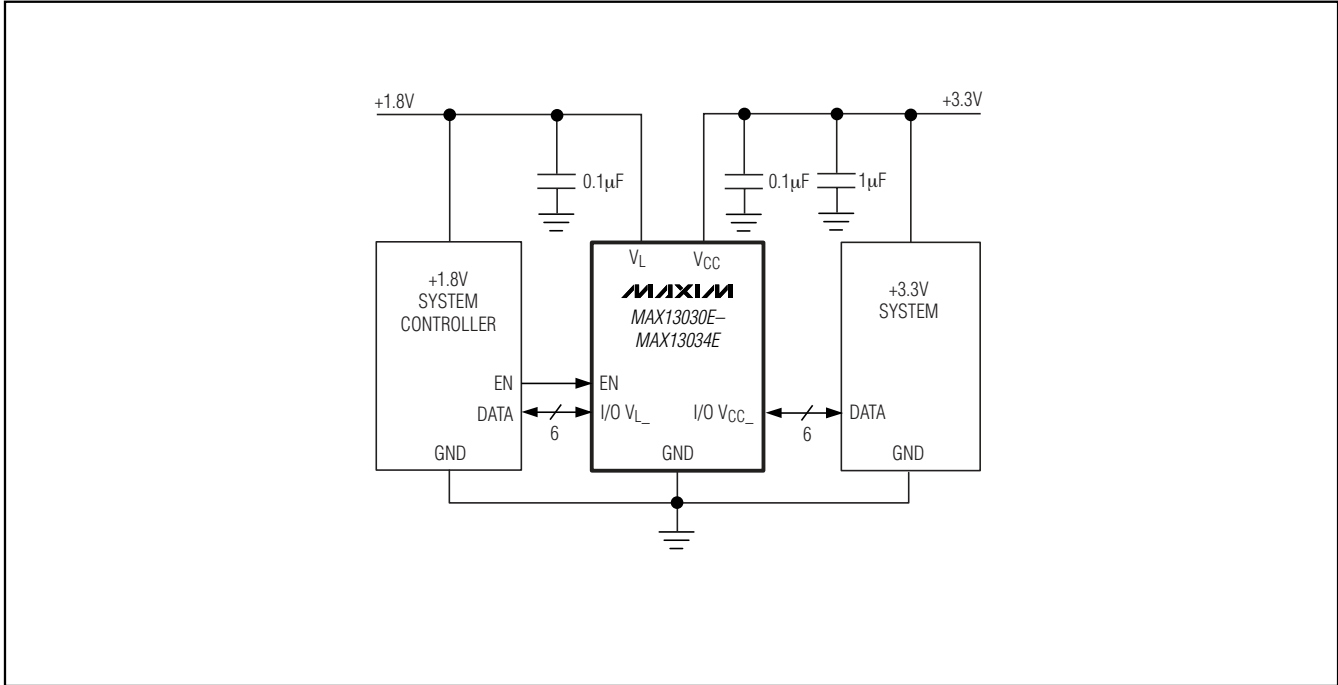 +1.8V
+3.3V
0.1µF
0.1µF
1µF
+1.8V
SYSTEM
CONTROLLER
EN
DATA
GND
6
VL
VCC
MAXIM
MAX13030E–
MAX13034E
EN
I/O VL_
I/O VCC_
GND
6
+3.3V
SYSTEM
DATA
GND